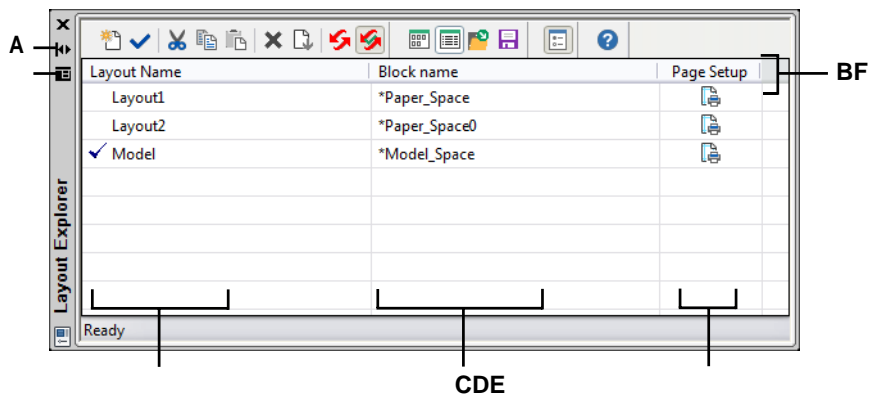 A
Layout Name Block name Page Setup
BF
Layout1 *Paper_Space
Layout2 *Paper_Space0
Model *Model_Space
Layout Explorer
Ready
CDE